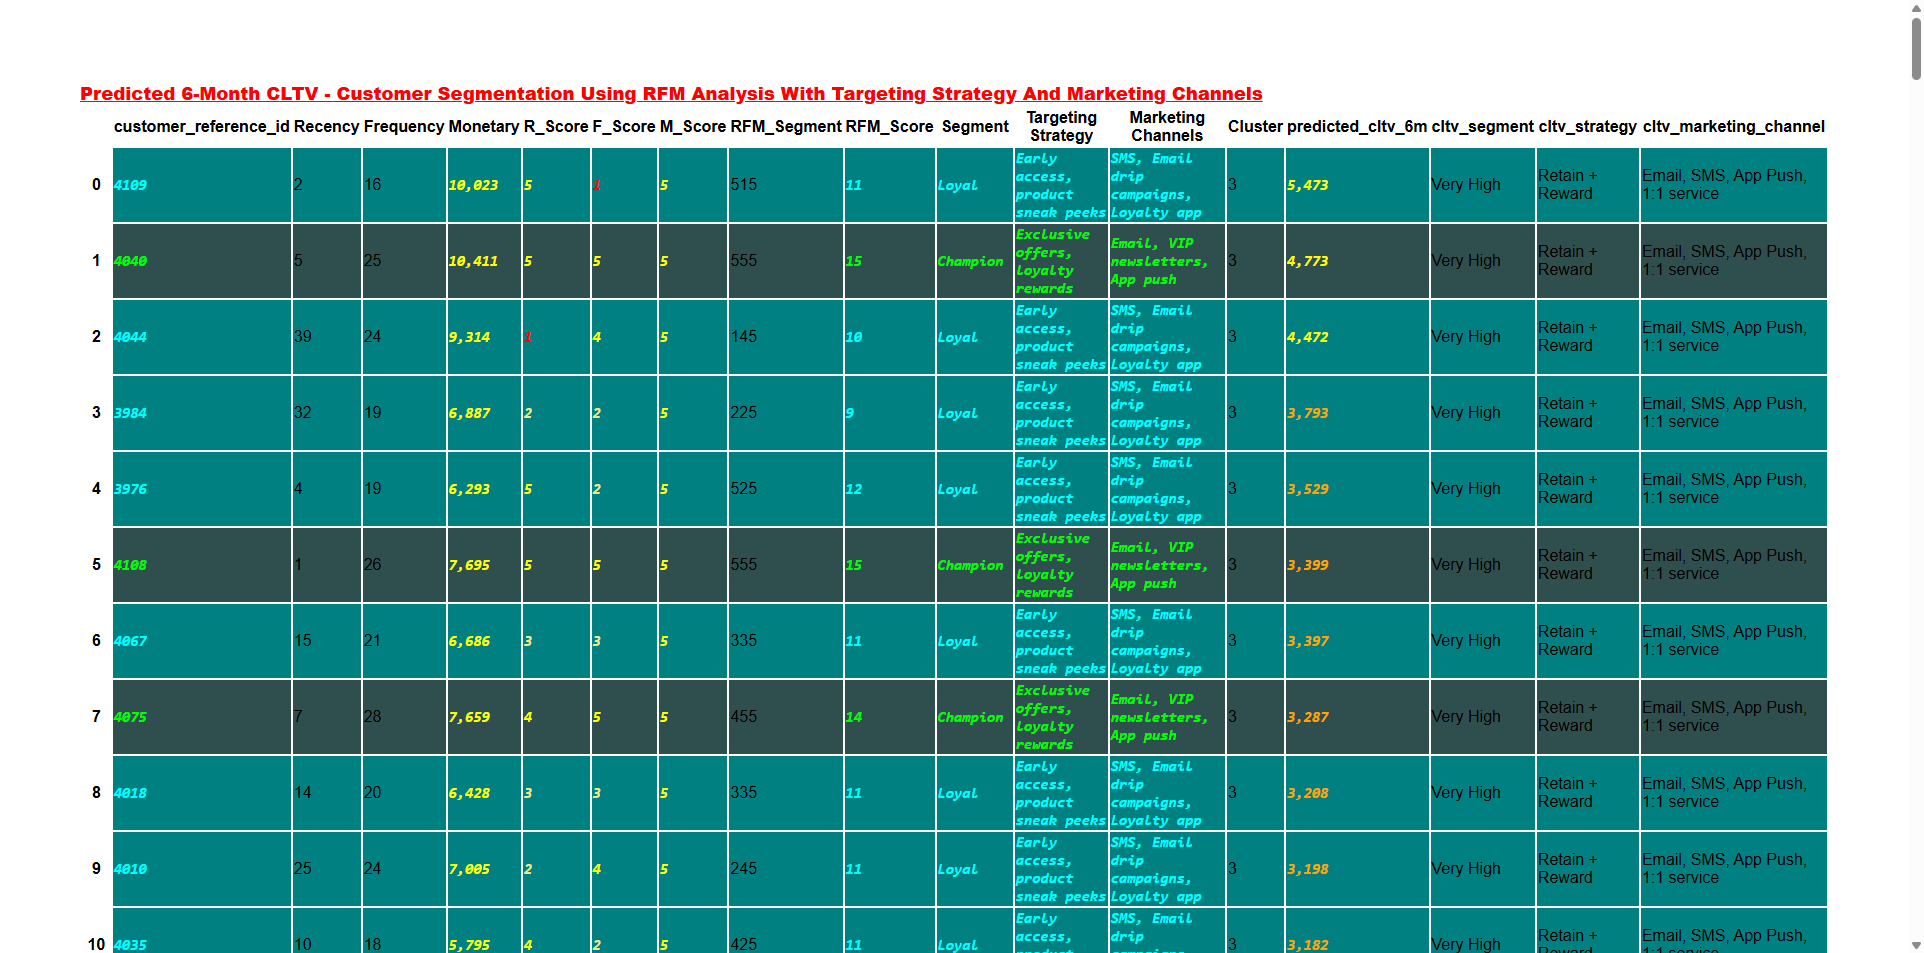 Predicted 6-Month CLTV - Customer Segmentation Using RFM Analysis With Targeting Strategy And Marketing Channels
customer_reference_id Recency Frequency Monetary R_Score F_Score M_Score RFM_Segment RFM_Score Segment Targeting Strategy Marketing Channels Cluster predicted_cltv_6m cltv_segment cltv_strategy cltv_marketing_channel
0 4109 2 16 10,023 5 1 5 515 11 Loyal Early access, product sneak peeks SMS, Email drip campaigns, Loyalty app 3 5,473 Very High Retain + Reward Email, SMS, App Push, 1:1 service
1 4040 5 25 10,411 5 5 5 555 15 Champion Exclusive offers, loyalty rewards Email, VIP newsletters, App push 3 4,773 Very High Retain + Reward Email, SMS, App Push, 1:1 service
2 4044 39 24 9,314 1 4 5 145 10 Loyal Early access, product sneak peeks SMS, Email drip campaigns, Loyalty app 3 4,472 Very High Retain + Reward Email, SMS, App Push, 1:1 service
3 3984 32 19 6,887 2 2 5 225 9 Loyal Early access, product sneak peeks SMS, Email drip campaigns, Loyalty app 3 3,793 Very High Retain + Reward Email, SMS, App Push, 1:1 service
4 3976 4 19 6,293 5 2 5 525 12 Loyal Early access, product sneak peeks SMS, Email drip campaigns, Loyalty app 3 3,529 Very High Retain + Reward Email, SMS, App Push, 1:1 service
5 4108 1 26 7,695 5 5 5 555 15 Champion Exclusive offers, loyalty rewards Email, VIP newsletters, App push 3 3,399 Very High Retain + Reward Email, SMS, App Push, 1:1 service
6 4067 15 21 6,686 3 3 5 335 11 Loyal Early access, product sneak peeks SMS, Email drip campaigns, Loyalty app 3 3,397 Very High Retain + Reward Email, SMS, App Push, 1:1 service
7 4075 7 28 7,659 4 5 5 455 14 Champion Exclusive offers, loyalty rewards Email, VIP newsletters, App push 3 3,287 Very High Retain + Reward Email, SMS, App Push, 1:1 service
8 4018 14 20 6,428 3 3 5 335 11 Loyal Early access, product sneak peeks SMS, Email drip campaigns, Loyalty app 3 3,208 Very High Retain + Reward Email, SMS, App Push, 1:1 service
9 4010 25 24 7,005 2 4 5 245 11 Loyal Early access, product sneak peeks SMS, Email drip campaigns, Loyalty app 3 3,198 Very High Retain + Reward Email, SMS, App Push, 1:1 service
10 4035 10 18 5,795 4 2 5 425 11 Loyal Early access, SMS, Email drip 3 3,182 Very High Retain + Email, SMS, App Push,